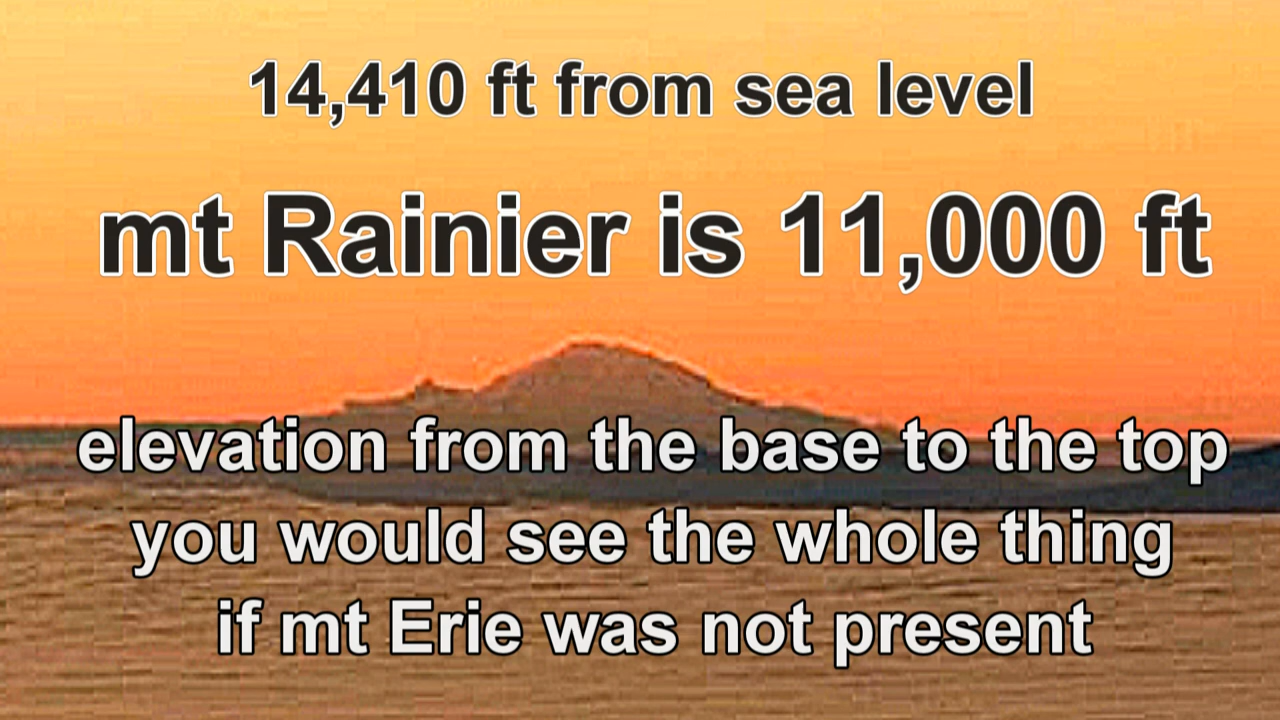 14,410 ft from sea level
mt Rainier is 11,000 ft
elevation from the base to the top
you would see the whole thing
if mt Erie was not present